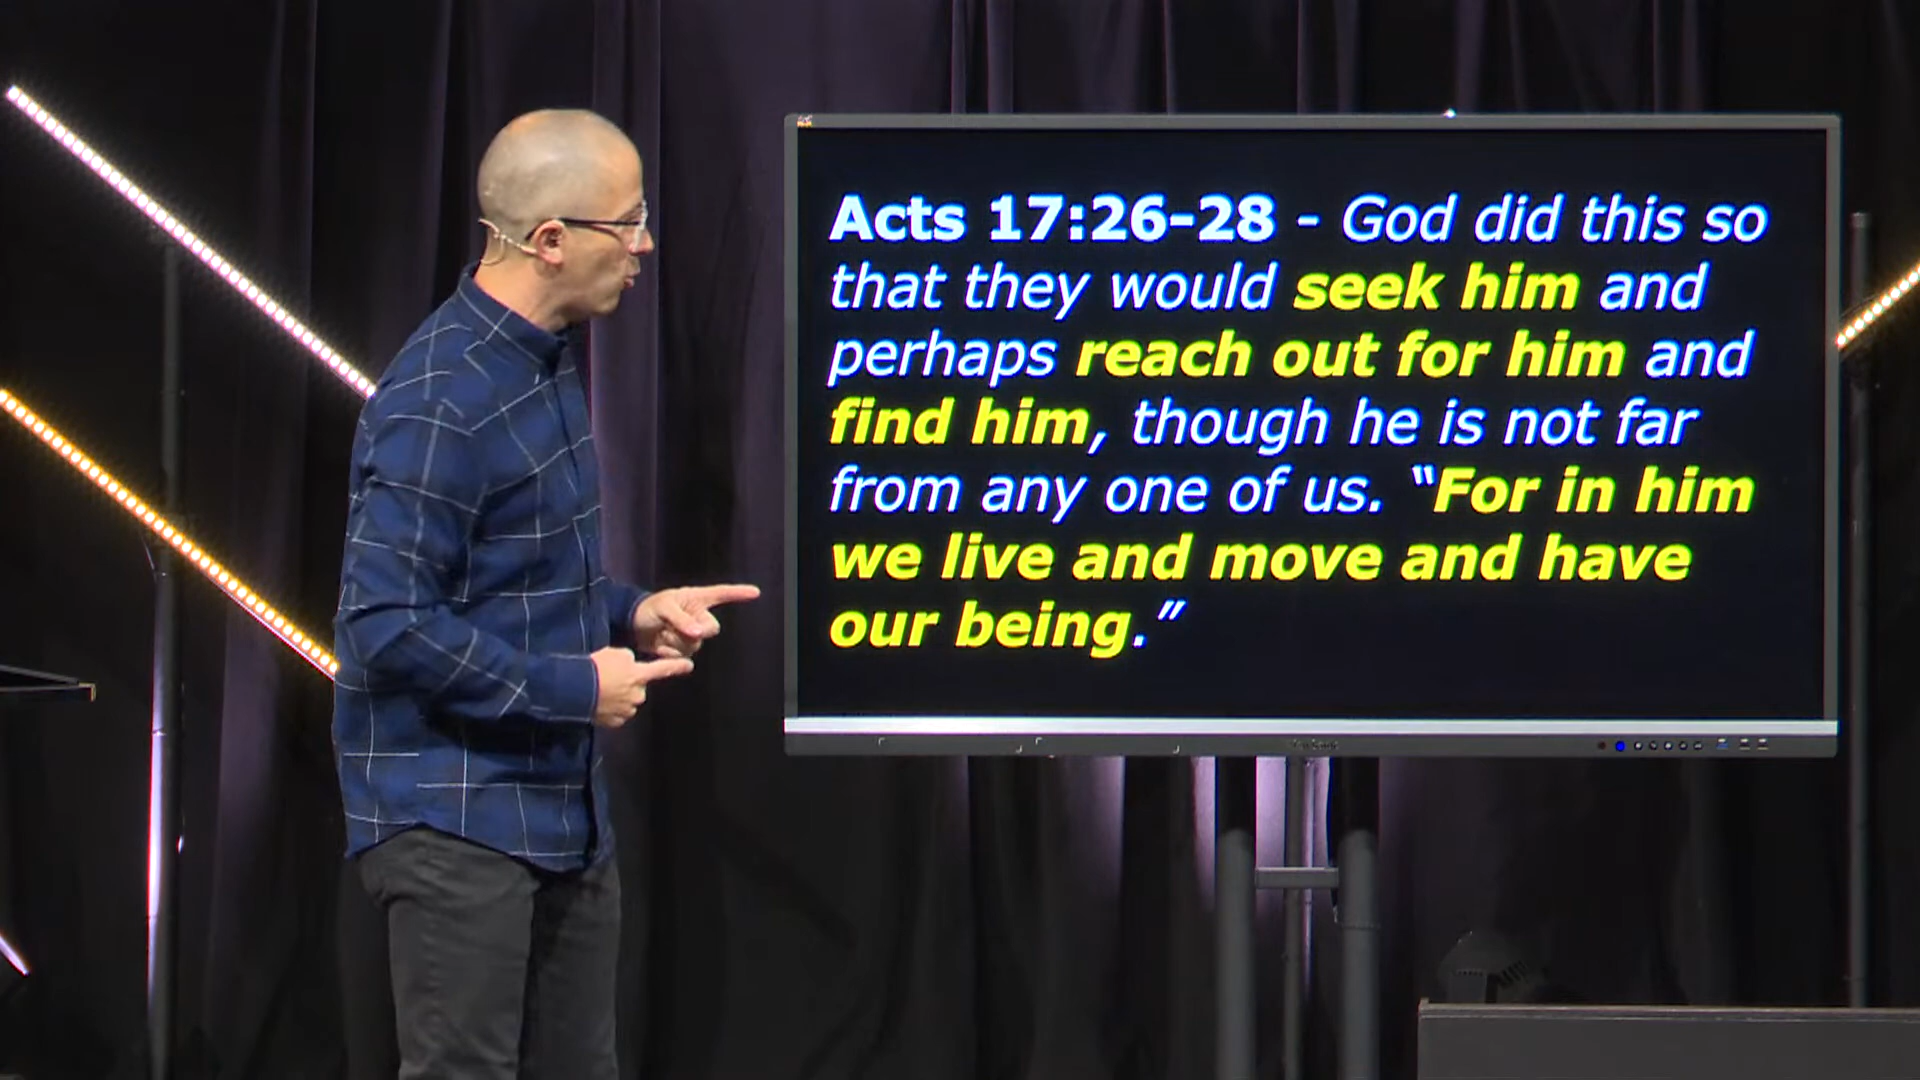 Acts 17:26-28 - God did this so
that they would seek him and
perhaps reach out for him and
find him, though he is not far
from any one of us. “For in him
we live and move and have
our being.”